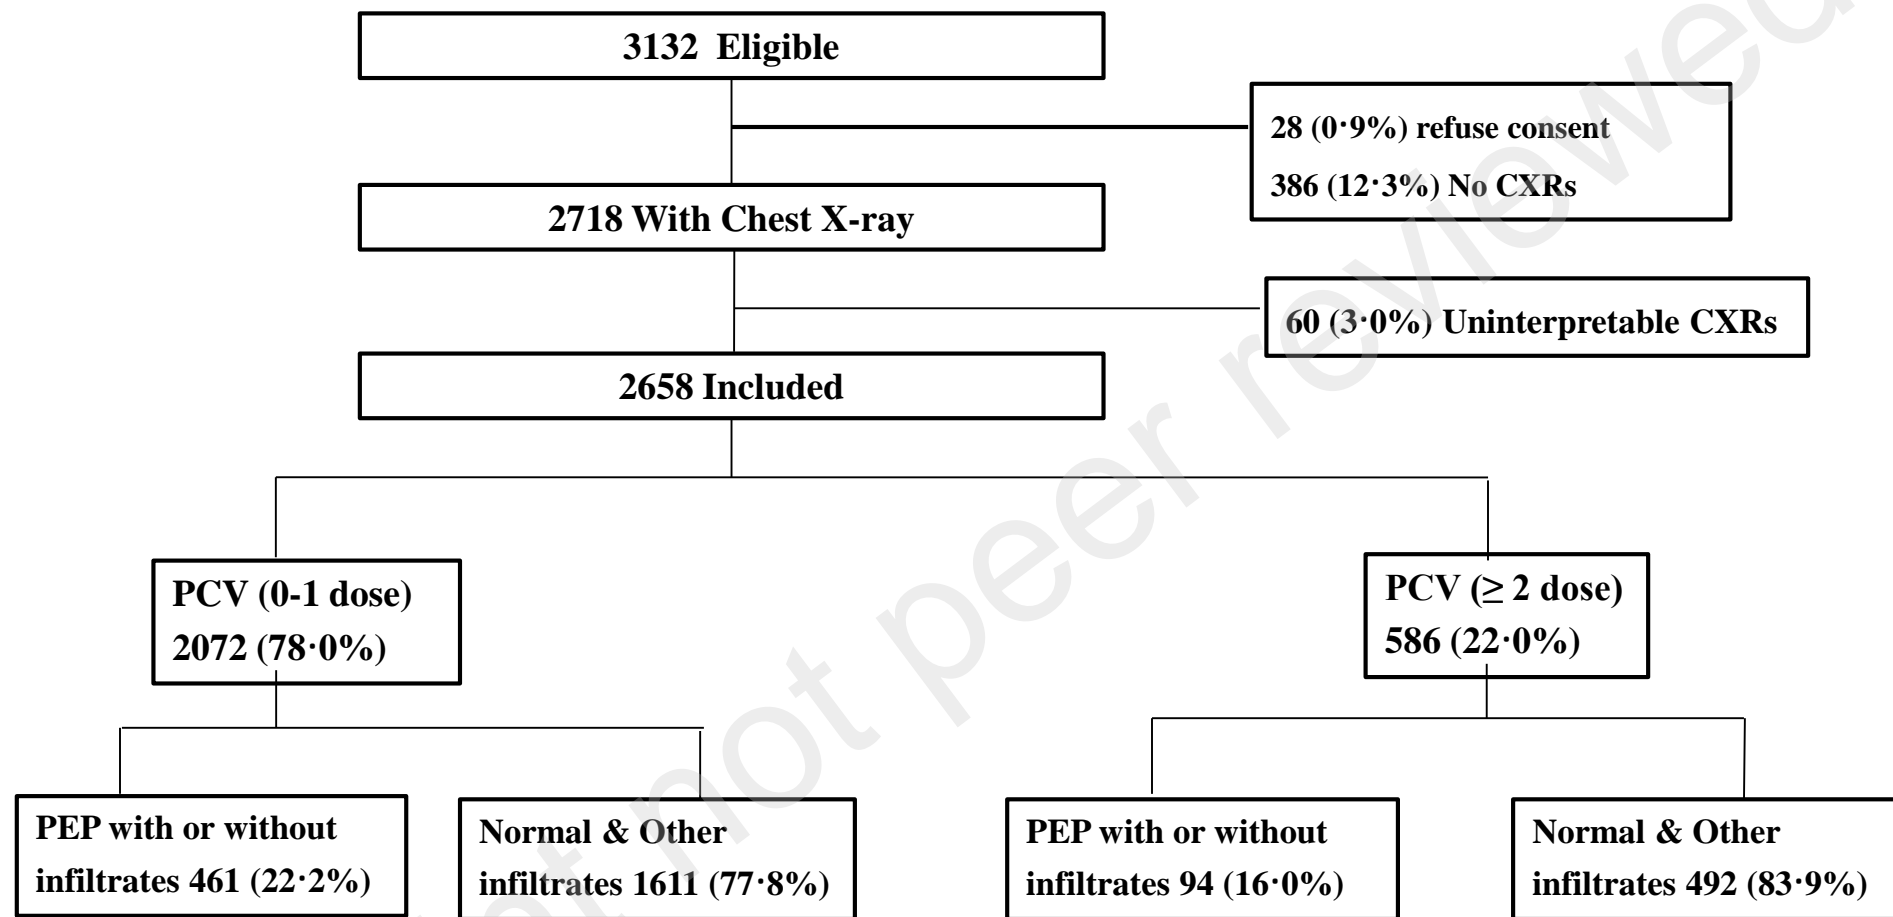 3132 Eligible
28 (0·9%) refuse consent
386 (12·3%) No CXRs
2718 With Chest X-ray
60 (3·0%) Uninterpretable CXRs
2658 Included
PCV (0-1 dose)
2072 (78·0%)
PCV (≥ 2 dose)
586 (22·0%)
PEP with or without
infiltrates 461 (22·2%)
Normal & Other
infiltrates 1611 (77·8%)
PEP with or without
infiltrates 94 (16·0%)
Normal & Other
infiltrates 492 (83·9%)
not peer reviewed